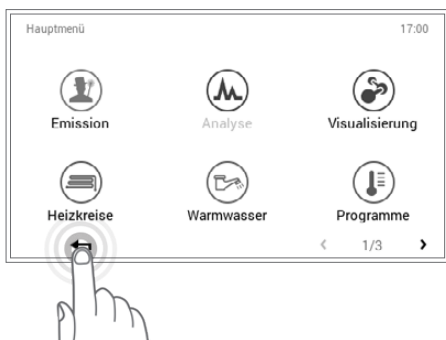 Hauptmenü 17:00
Emission Analyse Visualisierung
Heizkreise Warmwasser Programme
1/3